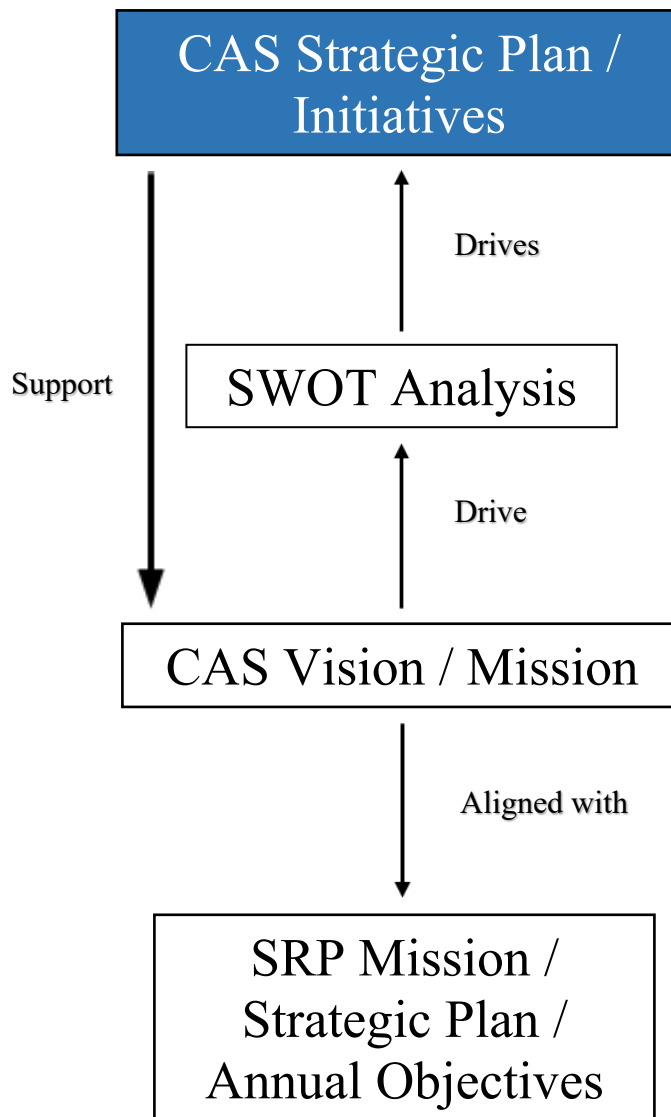 CAS Strategic Plan /
Initiatives
Drives
SWOT Analysis
Support
Drive
CAS Vision / Mission
Aligned with
SRP Mission /
Strategic Plan /
Annual Objectives